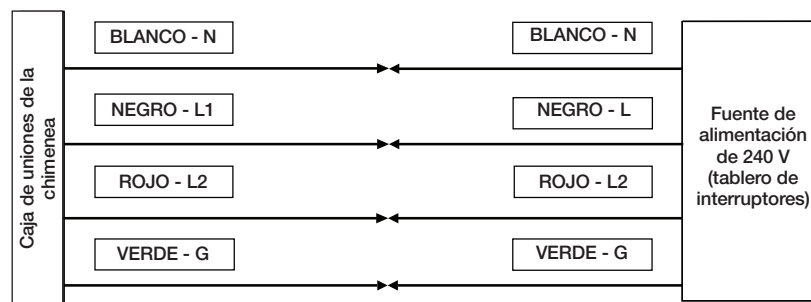 Caja de uniones de la
chimenea
BLANCO - N
BLANCO - N
NEGRO - L1
NEGRO - L
ROJO - L2
ROJO - L2
VERDE - G
VERDE - G
Fuente de
alimentación
de 240 V
(tablero de
interruptores)